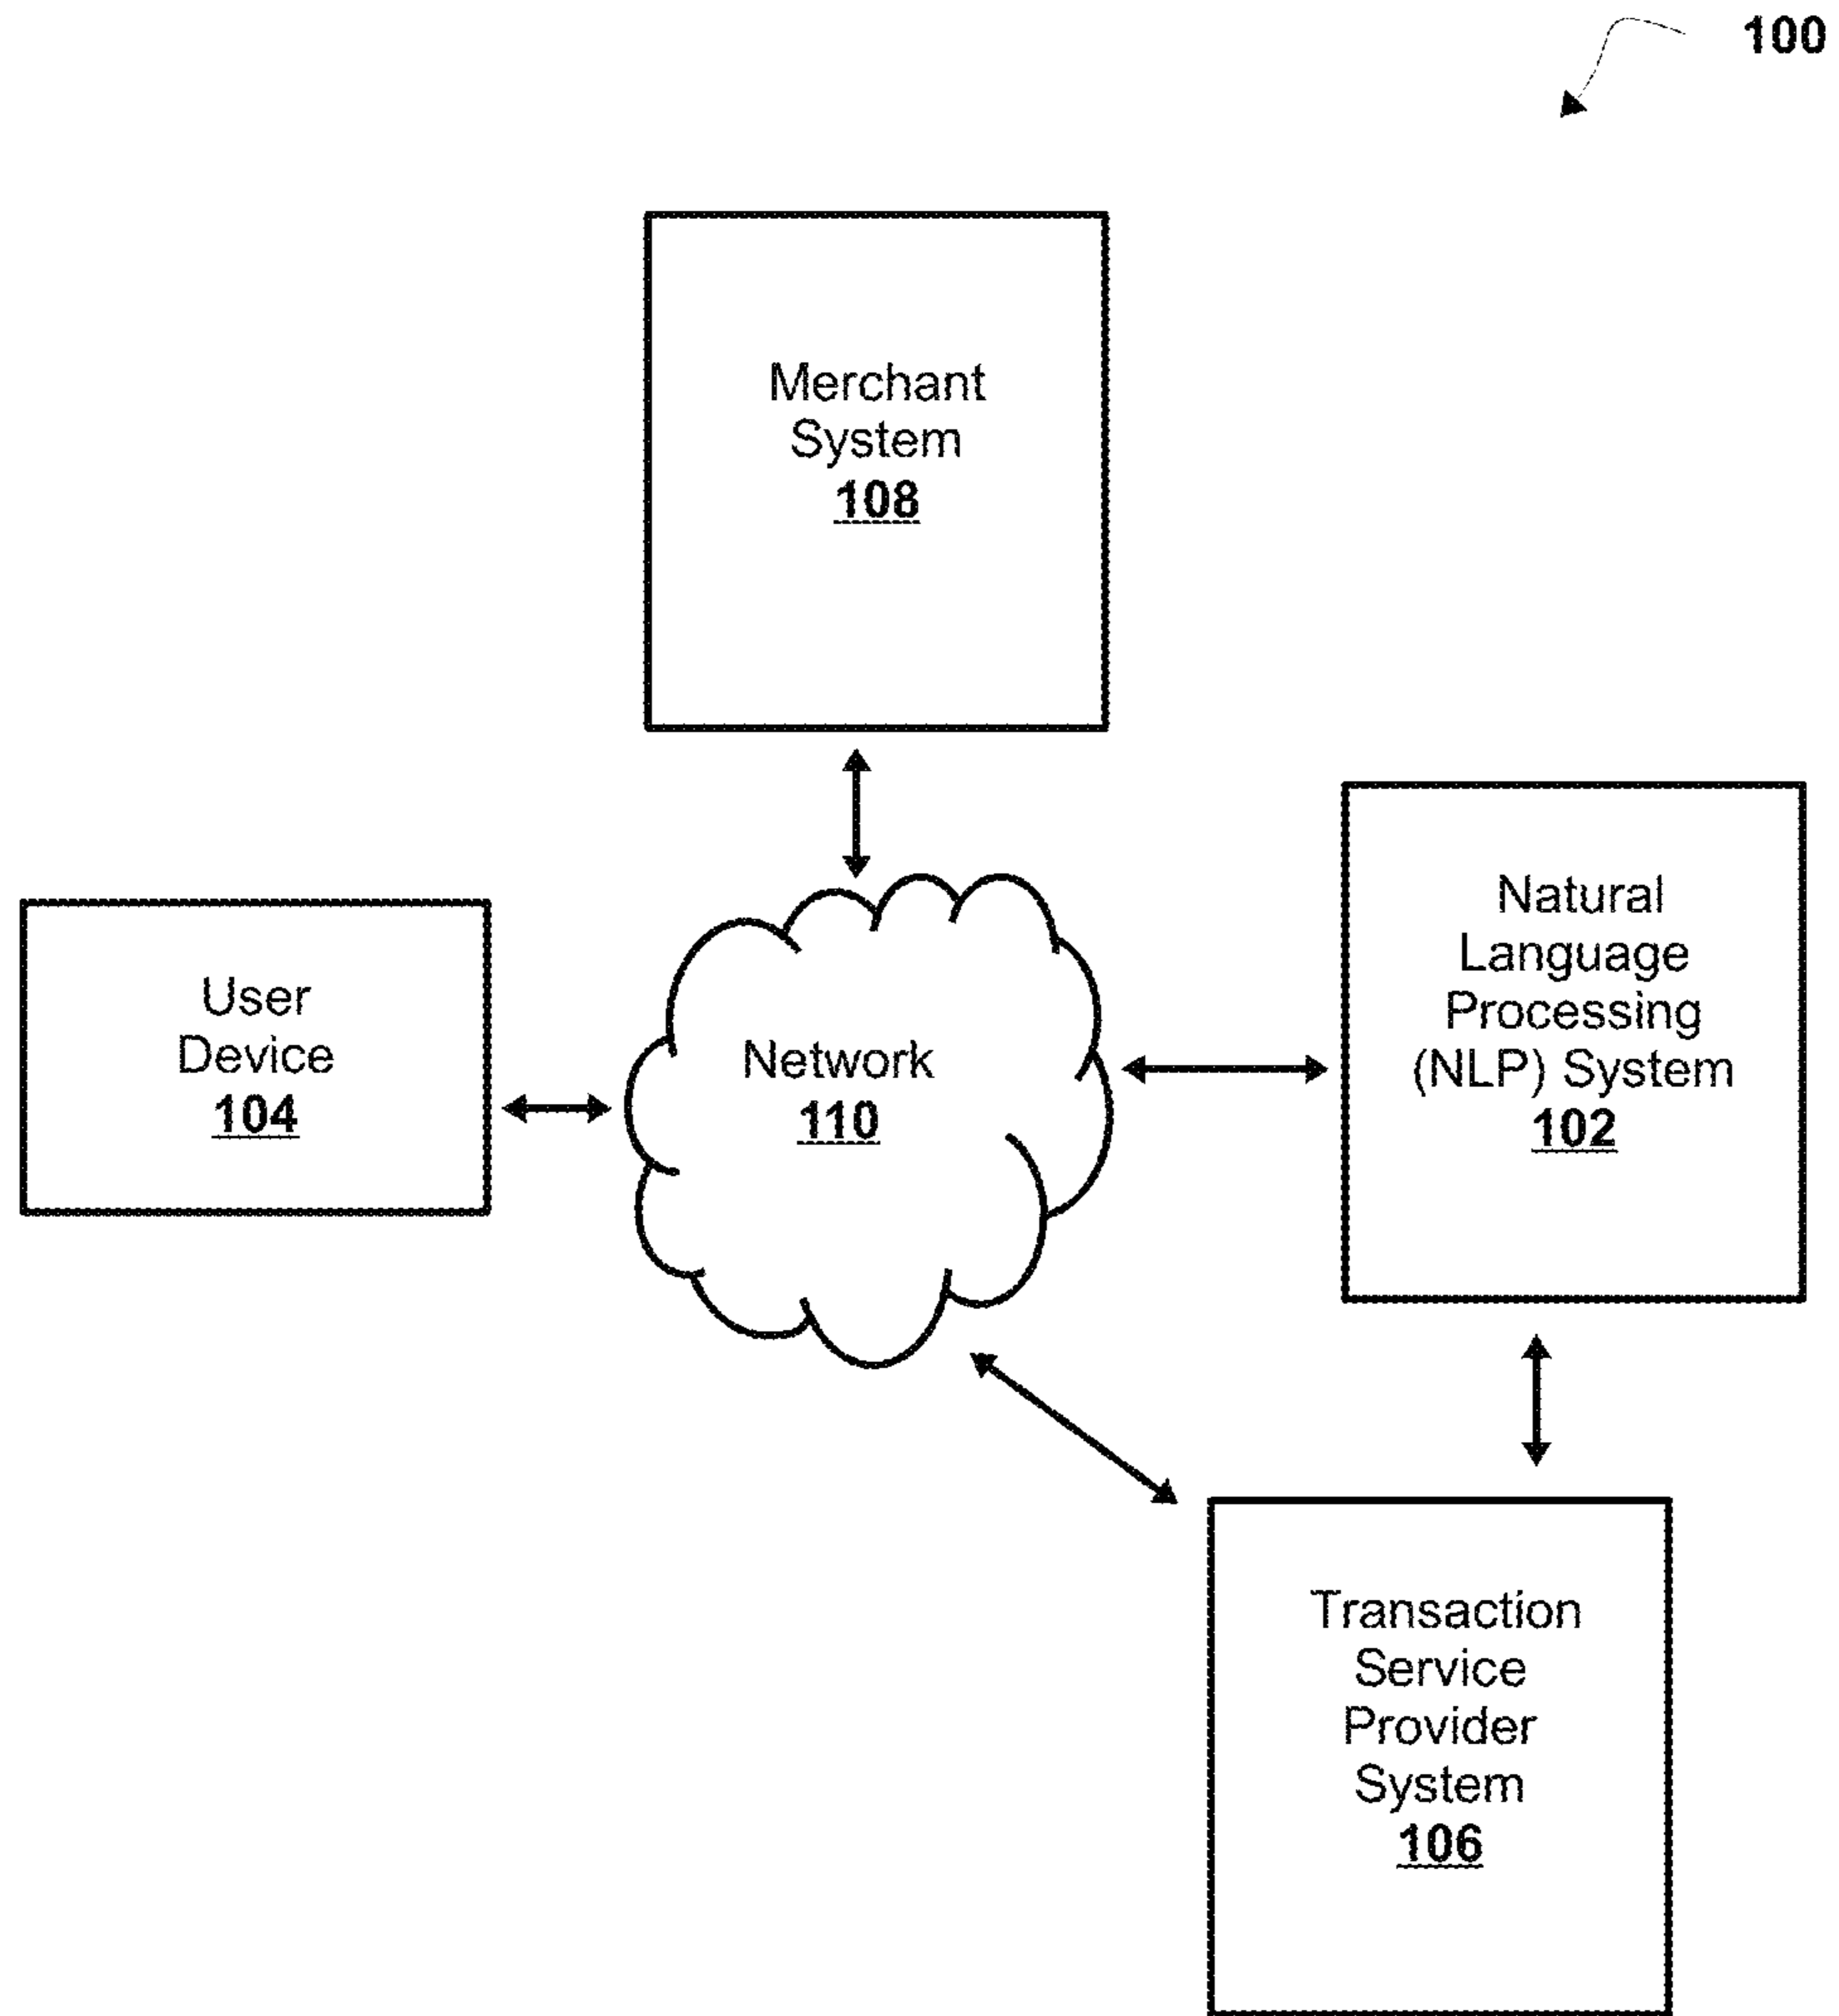 100
Merchant
System
108
Natural
Language
Processing
(NLP) System
102
User
Device
104
Network
110
Transaction
Service
Provider
System
106